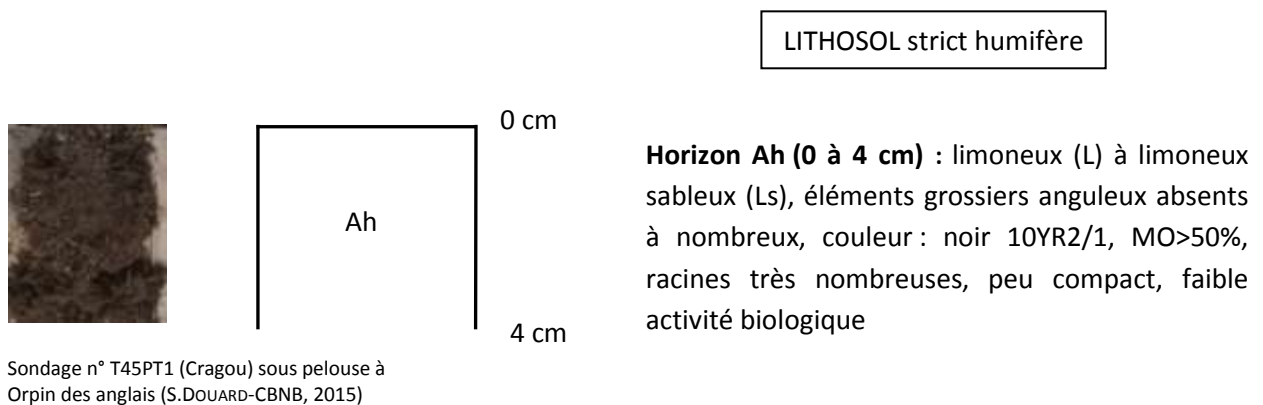 LITHOSOL strict humifère
0 cm
Ah
4 cm
Horizon Ah (0 à 4 cm) : limoneux (L) à limoneux
sableux (Ls), éléments grossiers anguleux absents
à nombreux, couleur : noir 10YR2/1, MO>50%,
racines très nombreuses, peu compact, faible
activité biologique
Sondage n° T45PT1 (Cragou) sous pelouse à
Orpin des anglais (S.DOUARD-CBNB, 2015)